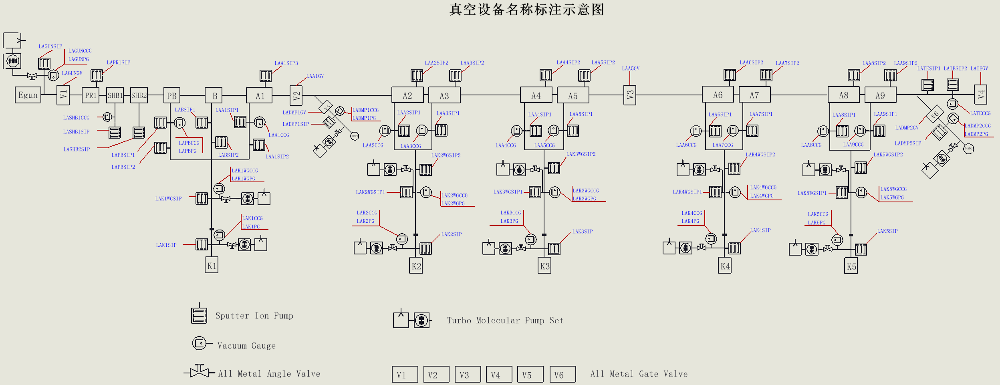 真空设备名称标注示意图
LAGUNSIP
LAGUNCCG
LAGUNPG
LAGUNGV
LAPR1SIP
LAA1SIP3
LAA1GV
LAA2SIP2
LAA3SIP2
LAA4SIP2
LAA5SIP2
LAA5GV
LAA6SIP2
LAA7SIP2
LAA8SIP2
LAA9SIP2
LATESIP1
LATESIP2
LATEGV
Egun
V1
PR1
SHB1
SHB2
PB
B
A1
V2
A2
A3
A4
A5
V3
A6
A7
A8
A9
V4
LASHB1CCG
LASHB1SIP
LASHB2SIP
LAPBSIP1
LAPBSIP2
LABSIP1
LAPBCCG
LAPBPG
LAA1SIP1
LABSIP2
LAA1CCG
LAA1SIP2
V5
LADMP1GV
LADMP1SIP
LADMP1CCG
LADMP1PG
DUMP1
LAA2SIP1
LAA3SIP1
LAA2CCG
LAA3CCG
LAA4SIP1
LAA5SIP1
LAA4CCG
LAA5CCG
LAA6SIP1
LAA7SIP1
LAA6CCG
LAA7CCG
LAA8SIP1
LAA9SIP1
LAA8CCG
LAA9CCG
V6
LATECCG
LADMP2GV
LADMP2CCG
LADMP2PG
LADMP2SIP
DUMP2
LAK1WGCCG
LAK1WGPG
LAK1WGSIP
LAK1CCG
LAK1PG
LAK1SIP
K1
LAK2WGSIP2
LAK2WGSIP1
LAK2WGCCG
LAK2WGPG
LAK2CCG
LAK2PG
LAK2SIP
K2
LAK3WGSIP2
LAK3WGSIP1
LAK3WGCCG
LAK3WGPG
LAK3CCG
LAK3PG
LAK3SIP
K3
LAK4WGSIP2
LAK4WGSIP1
LAK4WGCCG
LAK4WGPG
LAK4CCG
LAK4PG
LAK4SIP
K4
LAK5WGSIP2
LAK5WGSIP1
LAK5WGCCG
LAK5WGPG
LAK5CCG
LAK5PG
LAK5SIP
K5
Sputter Ion Pump
Turbo Molecular Pump Set
Vacuum Gauge
All Metal Angle Valve
V1 V2 V3 V4 V5 V6 All Metal Gate Valve